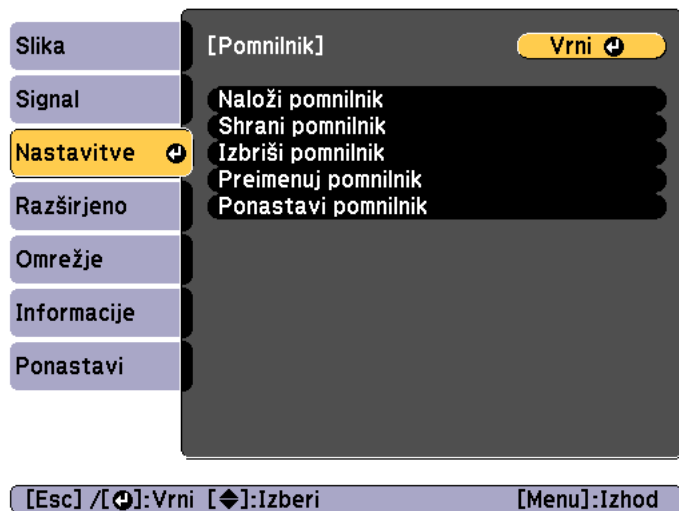 Slika
Signal
Nastavitve
Razširjeno
Omrežje
Informacije
Ponastavi
[Pomnilnik]
Vrni
Naloži pomnilnik
Shrani pomnilnik
Izbriši pomnilnik
Preimenuj pomnilnik
Ponastavi pomnilnik
[Esc] /[⏎]:Vrni [◆]:Izberi [Menu]:Izhod